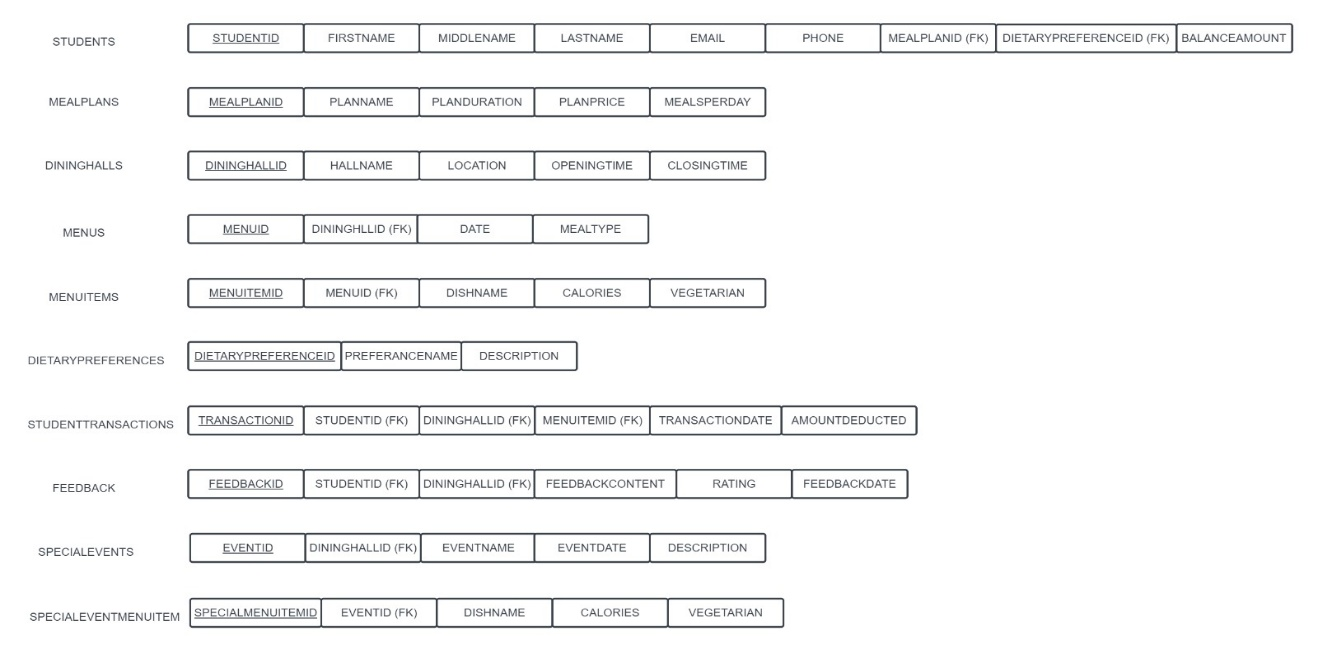 STUDENTS STUDENTID FIRSTNAME MIDDLENAME LASTNAME EMAIL PHONE MEALPLANID (FK) DIETARYPREFERENCEID (FK) BALANCEAMOUNT
MEALPLANS MEALPLANID PLANNAME PLANDURATION PLANPRICE MEALSPERDAY
DININGHALLS DININGHALLID HALLNAME LOCATION OPENINGTIME CLOSINGTIME
MENUS MENUID DININGHLLID (FK) DATE MEALTYPE
MENUITEMS MENUITEMID MENUID (FK) DISHNAME CALORIES VEGETARIAN
DIETARYPREFERENCES DIETARYPREFERENCEID PREFERANCENAME DESCRIPTION
STUDENTTRANSACTIONS TRANSACTIONID STUDENTID (FK) DININGHALLID (FK) MENUITEMID (FK) TRANSACTIONDATE AMOUNTDEDUCTED
FEEDBACK FEEDBACKID STUDENTID (FK) DININGHALLID (FK) FEEDBACKCONTENT RATING FEEDBACKDATE
SPECIALEVENTS EVENTID DININGHALLID (FK) EVENTNAME EVENTDATE DESCRIPTION
SPECIALEVENTMENUITEM SPECIALMENUITEMID EVENTID (FK) DISHNAME CALORIES VEGETARIAN